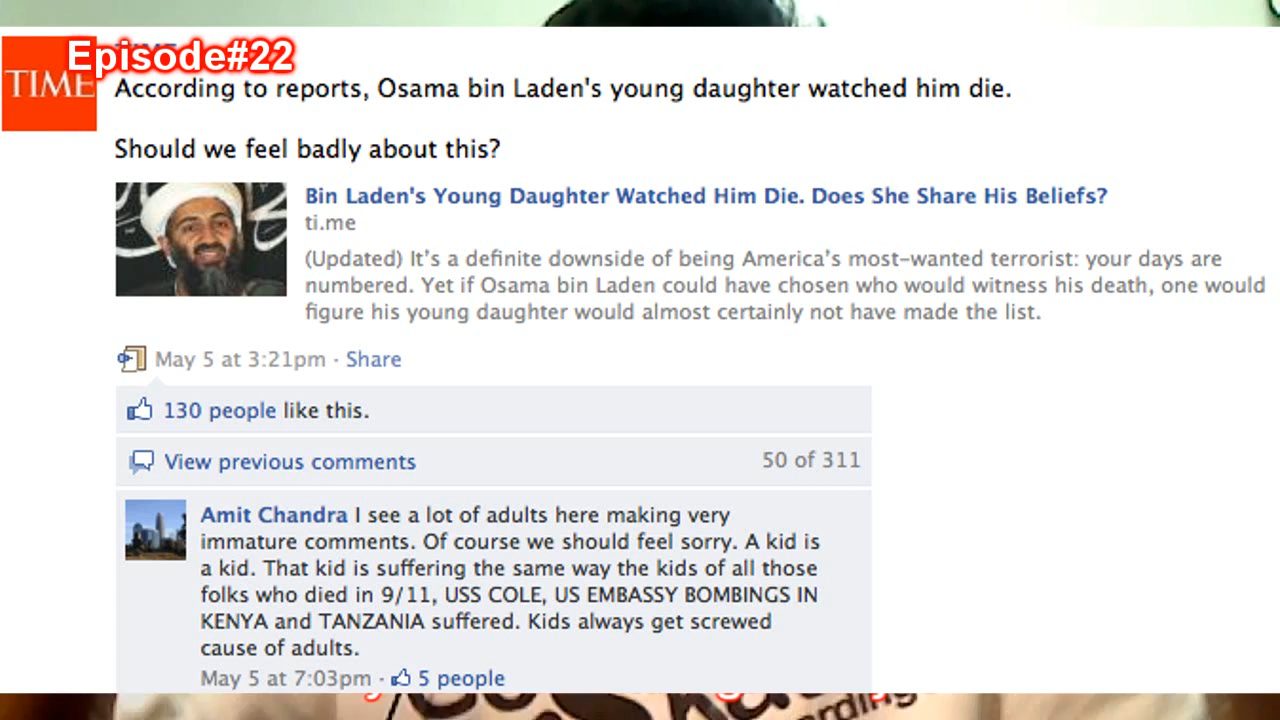 Episode#22
TIME
According to reports, Osama bin Laden's young daughter watched him die.
Should we feel badly about this?
Bin Laden's Young Daughter Watched Him Die. Does She Share His Beliefs?
ti.me
(Updated) It's a definite downside of being America's most-wanted terrorist: your days are
numbered. Yet if Osama bin Laden could have chosen who would witness his death, one would
figure his young daughter would almost certainly not have made the list.
May 5 at 3:21pm · Share
130 people like this.
View previous comments
50 of 311
Amit Chandra I see a lot of adults here making very
immature comments. Of course we should feel sorry. A kid is
a kid. That kid is suffering the same way the kids of all those
folks who died in 9/11, USS COLE, US EMBASSY BOMBINGS IN
KENYA and TANZANIA suffered. Kids always get screwed
cause of adults.
May 5 at 7:03pm · 5 people